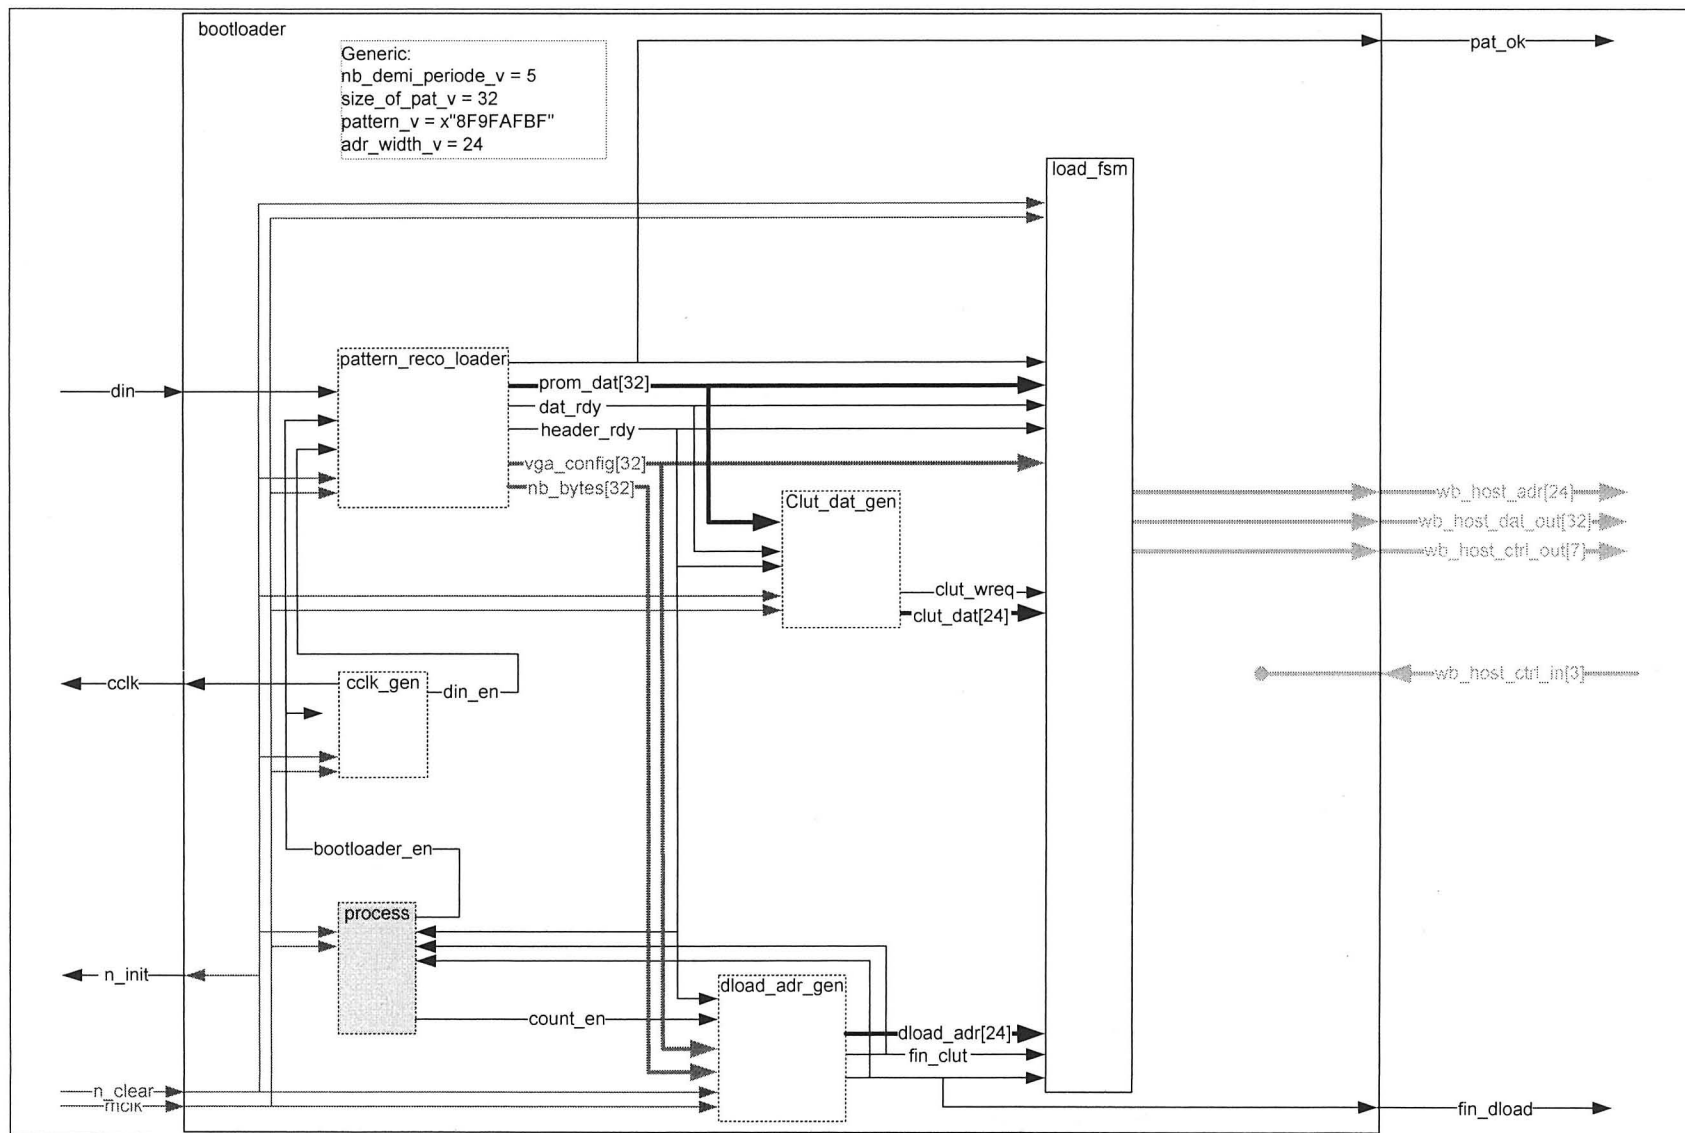 bootloader
Generic:
nb_demi_periode_v = 5
size_of_pat_v = 32
pattern_v = x"8F9FAFBF"
adr_width_v = 24
pat_ok
load_fsm
pattern_reco_loader
din
prom_dat[32]
dat_rdy
header_rdy
vga_config[32]
nb_bytes[32]
Clut_dat_gen
wb_host_adr[24]
wb_host_dat_out[32]
wb_host_ctrl_out[7]
clut_wreq
clut_dat[24]
wb_host_ctrl_in[3]
cclk
cclk_gen
din_en
bootloader_en
process
n_init
dload_adr_gen
count_en
dload_adr[24]
fin_clut
n_clear
mclk
fin_dload